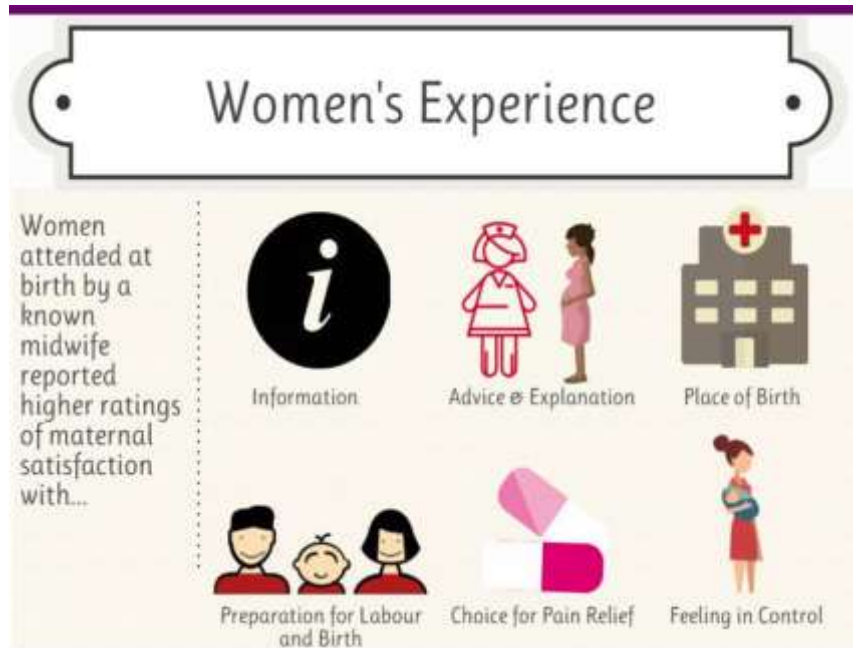 Women's Experience
Women
attended at
birth by a
known
midwife
reported
higher ratings
of maternal
satisfaction
with...
i
Information
Advice & Explanation
Place of Birth
Preparation for Labour
and Birth
Choice for Pain Relief
Feeling in Control